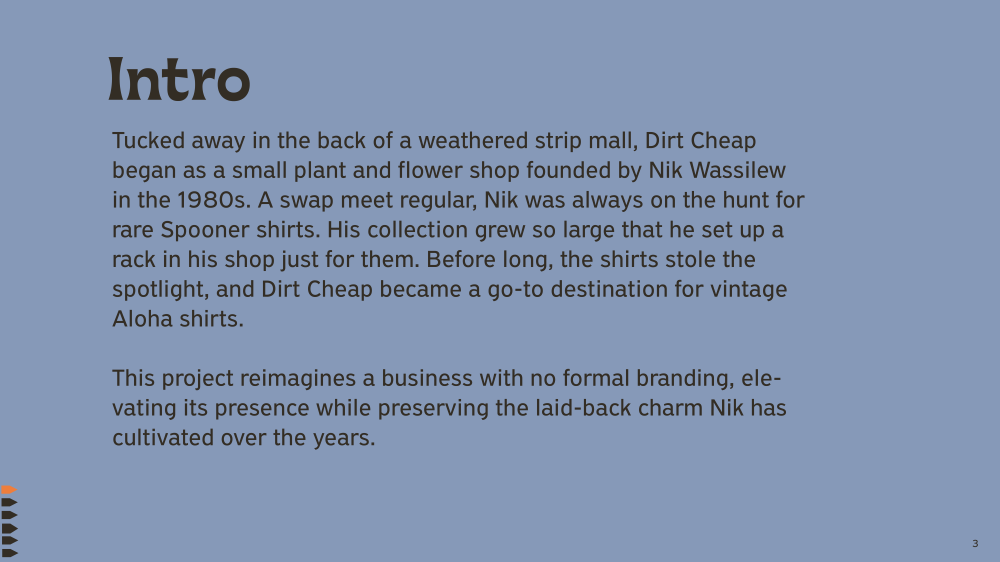 Intro
Tucked away in the back of a weathered strip mall, Dirt Cheap
began as a small plant and flower shop founded by Nik Wassilew
in the 1980s. A swap meet regular, Nik was always on the hunt for
rare Spooner shirts. His collection grew so large that he set up a
rack in his shop just for them. Before long, the shirts stole the
spotlight, and Dirt Cheap became a go-to destination for vintage
Aloha shirts.
This project reimagines a business with no formal branding, ele-
vating its presence while preserving the laid-back charm Nik has
cultivated over the years.
3